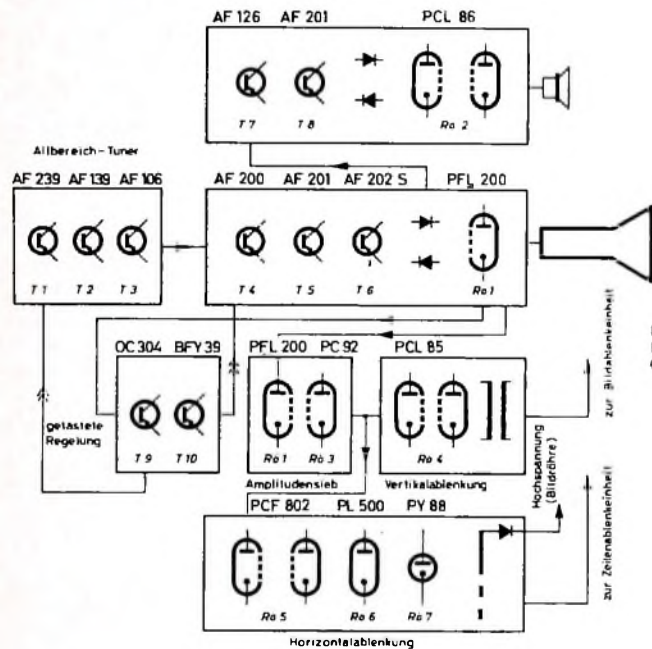 AF 126 AF 201 PCL 86
T 7 T 8 Rö 2
Allbereich-Tuner
AF 239 AF 139 AF 106
AF 200 AF 201 AF 202 S PFL 200
T 1 T 2 T 3
T 4 T 5 T 6 Rö 1
OC 304 BFY 39
PFL 200 PC 92
PCL 85
getastete
Regelung
T 9 T 10
Rö 1 Rö 3
Rö 4
Amplitudensieb
Vertikalablenkung
zur Bildablenkeinheit
Hochspannung
(Bildröhre)
PCF 802 PL 500 PY 88
Rö 5 Rö 6 Rö 7
zur Zeilenablenkeinheit
Horizontalablenkung